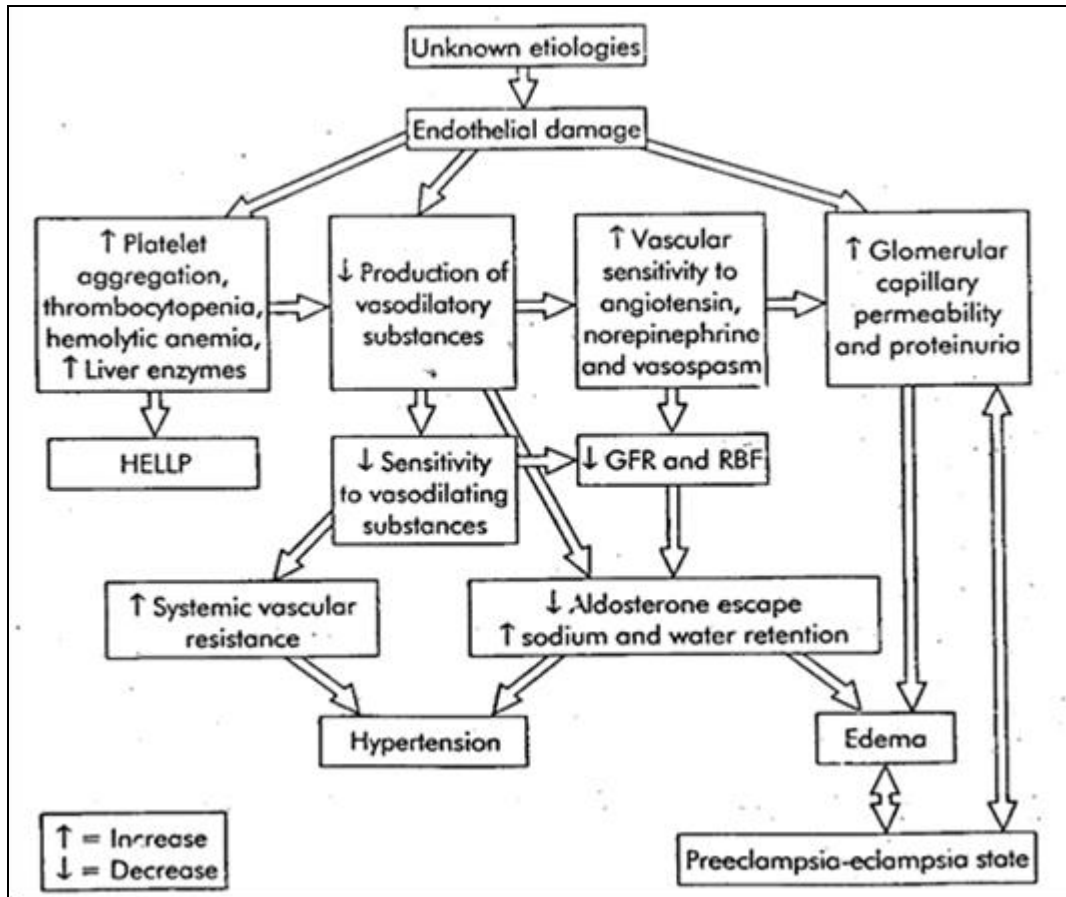 Unknown etiologies
Endothelial damage
↑ Platelet
aggregation,
thrombocytopenia,
hemolytic anemia,
↑ Liver enzymes
↓ Production of
vasodilatory
substances
↑ Vascular
sensitivity to
angiotensin,
norepinephrine
and vasospasm
↑ Glomerular
capillary
permeability
and proteinuria
HELLP
↓ Sensitivity
to vasodilating
substances
↓ GFR and RBF
↑ Systemic vascular
resistance
↓ Aldosterone escape
↑ sodium and water retention
Hypertension
Edema
↑ = Increase
↓ = Decrease
Preeclampsia-eclampsia state